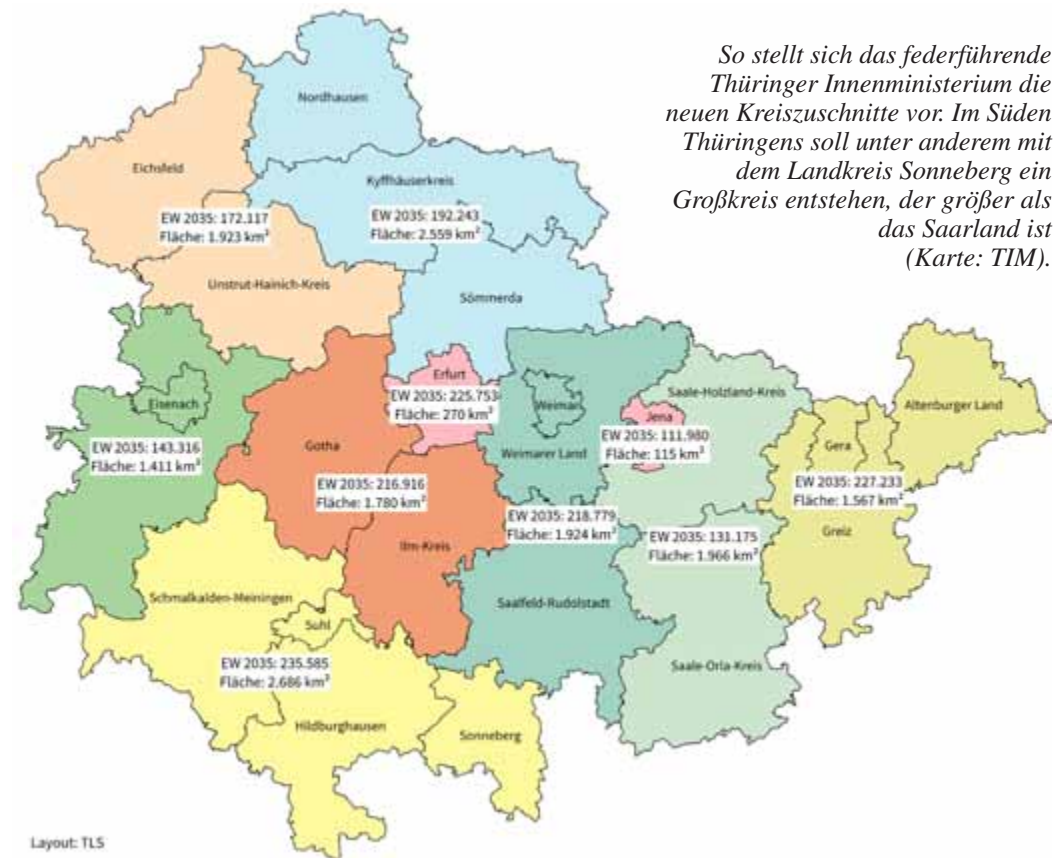 So stellt sich das federführende
Thüringer Innenministerium die
neuen Kreiszuschnitte vor. Im Süden
Thüringens soll unter anderem mit
dem Landkreis Sonneberg ein
Großkreis entstehen, der größer als
das Saarland ist
(Karte: TIM).
Nordhausen
Eichsfeld
Kyffhäuserkreis
EW 2035: 172.117
Fläche: 1.923 km²
EW 2035: 192.243
Fläche: 2.559 km²
Unstrut-Hainich-Kreis
Sömmerda
Erfurt
EW 2035: 225.753
Fläche: 270 km²
Eisenach
Weimar
Saale-Holzland-Kreis
Altenburger Land
Jena
EW 2035: 111.980
Fläche: 115 km²
EW 2035: 143.316
Fläche: 1.411 km²
Gotha
Weimarer Land
Gera
EW 2035: 227.233
Fläche: 1.567 km²
EW 2035: 216.916
Fläche: 1.780 km²
EW 2035: 218.779
Fläche: 1.924 km²
EW 2035: 131.175
Fläche: 1.966 km²
Greiz
Ilm-Kreis
Schmalkalden-Meiningen
Saalfeld-Rudolstadt
Suhl
EW 2035: 235.585
Fläche: 2.686 km²
Saale-Orla-Kreis
Hildburghausen
Sonneberg
Layout: TLS